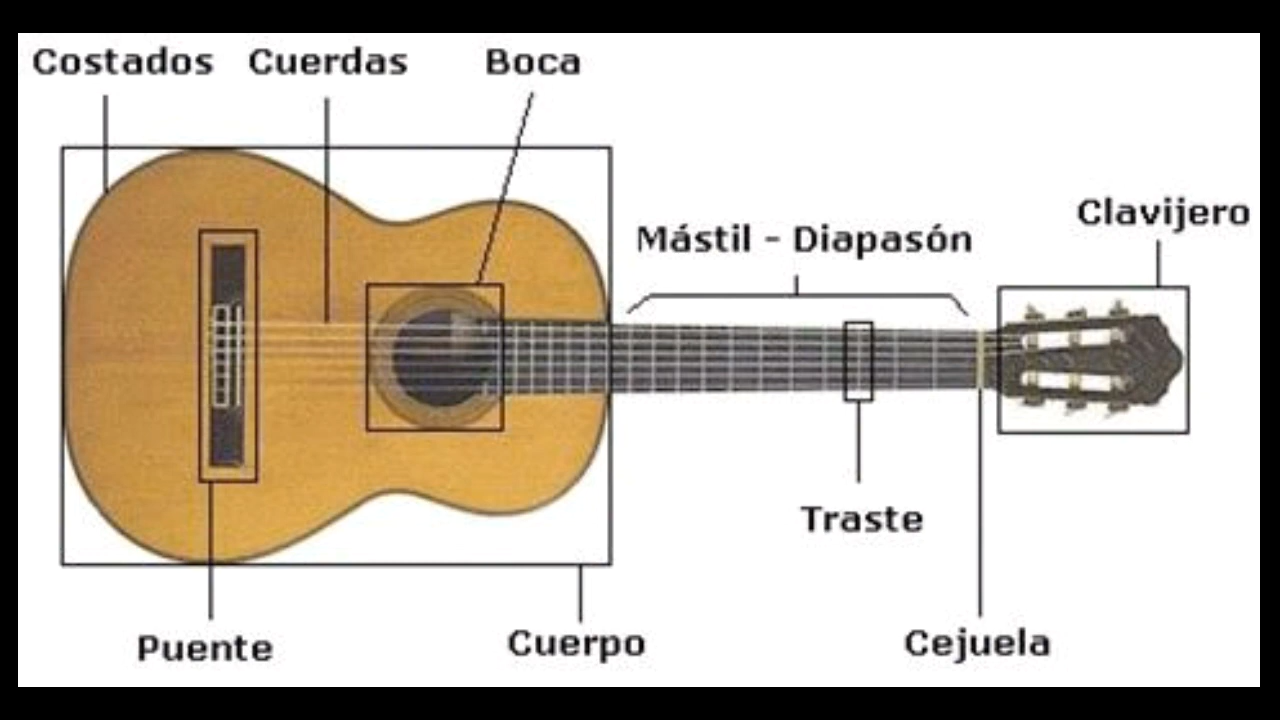 Costados Cuerdas Boca
Clavijero
Mástil - Diapasón
Traste
Puente Cuerpo Cejuela